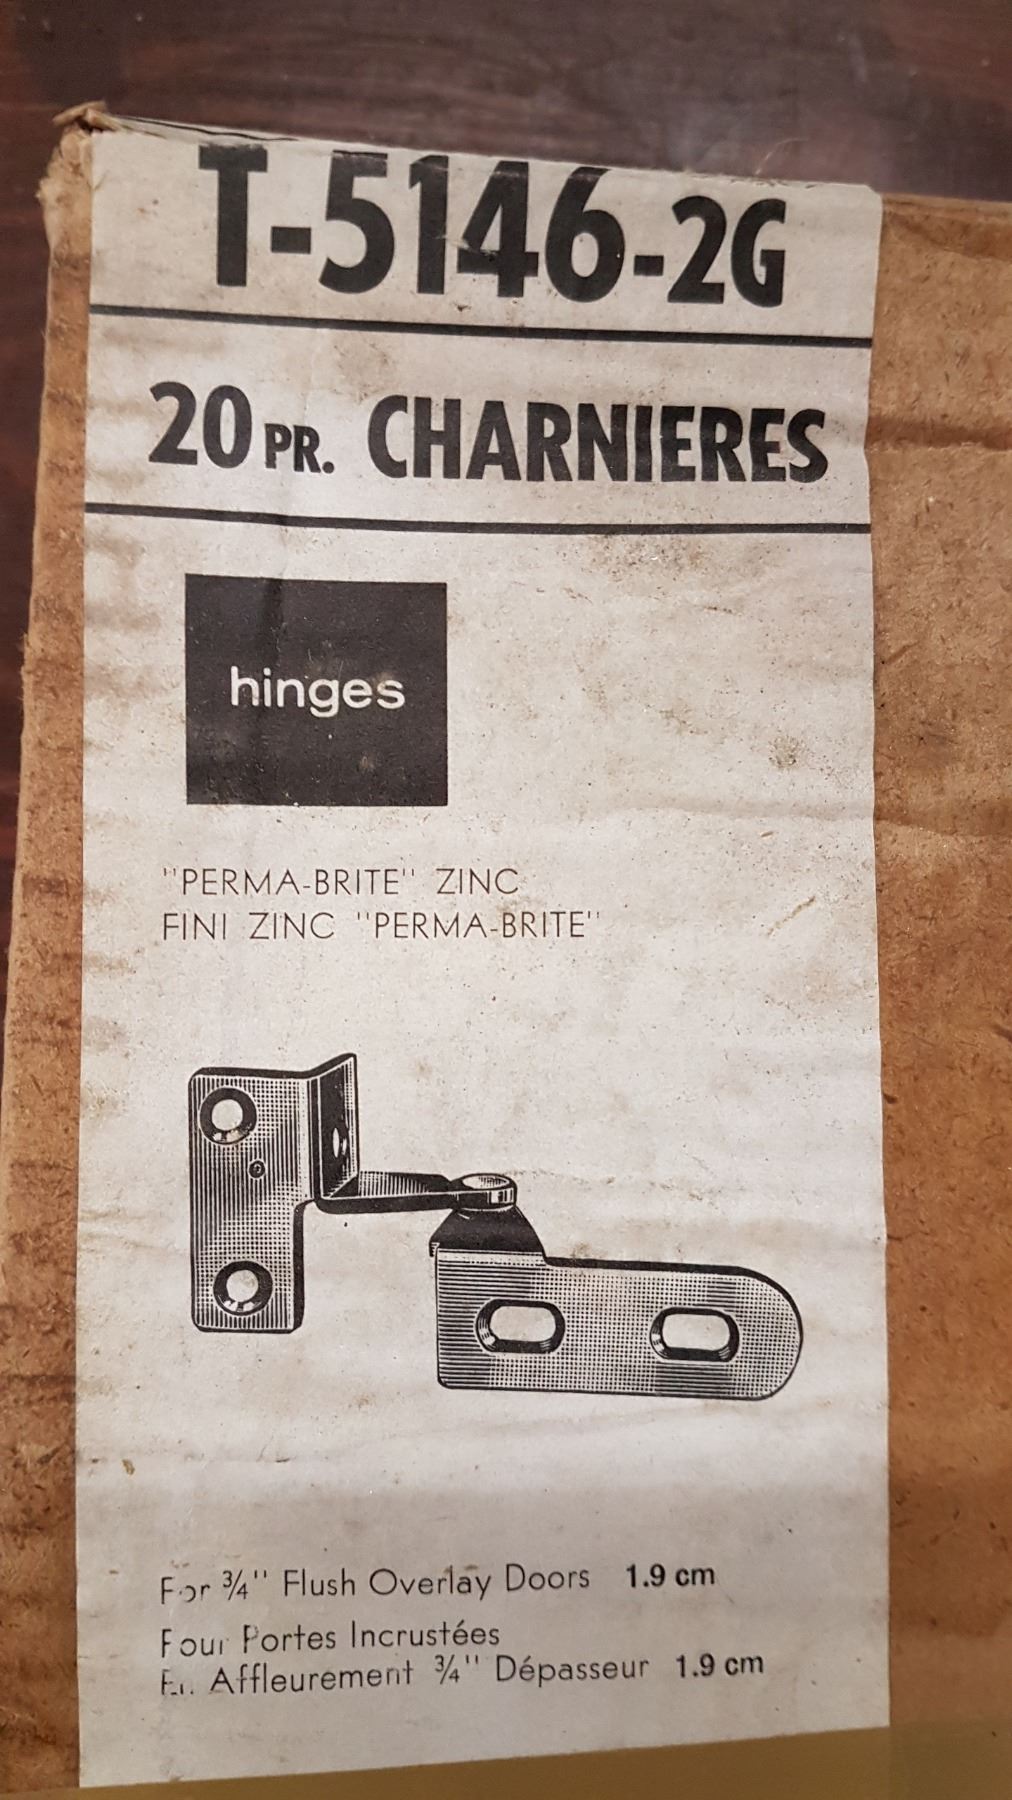 T-5146-2G
20 PR. CHARNIERES
hinges
"PERMA-BRITE" ZINC
FINI ZINC "PERMA-BRITE"
For 3/4" Flush Overlay Doors 1.9 cm
Pour Portes Incrustées
En Affleurement 3/4" Dépasseur 1.9 cm